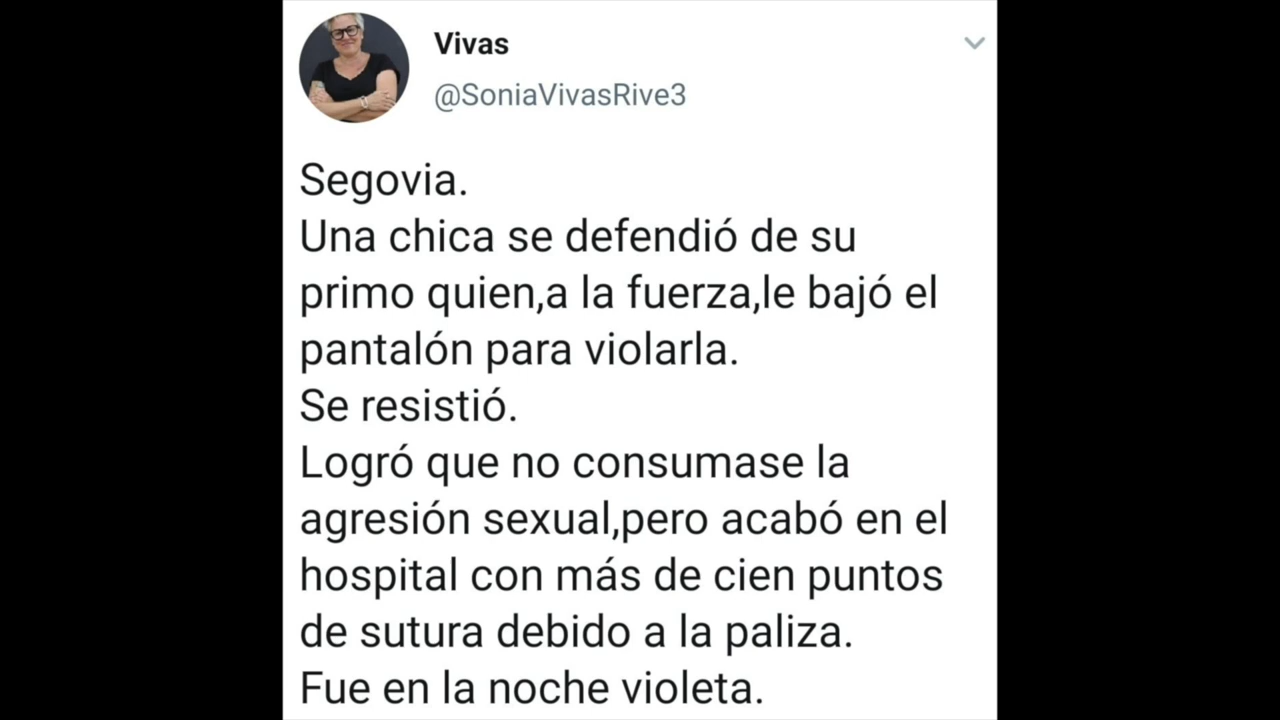 Vivas
@SoniaVivasRive3
Segovia.
Una chica se defendió de su
primo quien,a la fuerza,le bajó el
pantalón para violarla.
Se resistió.
Logró que no consumase la
agresión sexual,pero acabó en el
hospital con más de cien puntos
de sutura debido a la paliza.
Fue en la noche violeta.